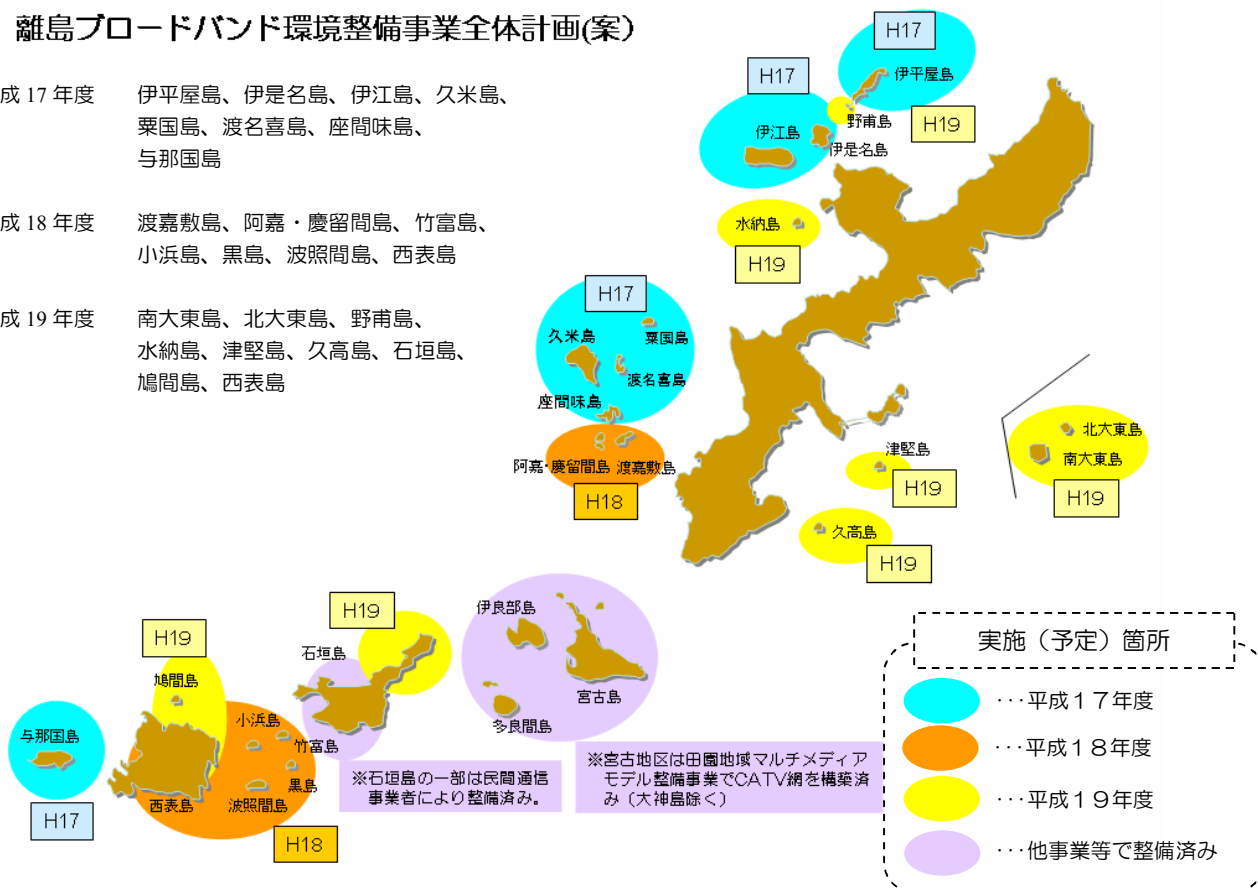 離島ブロードバンド環境整備事業全体計画(案)
成 17 年度
伊平屋島、伊是名島、伊江島、久米島、
粟国島、渡名喜島、座間味島、
与那国島
成 18 年度
渡嘉敷島、阿嘉・慶留間島、竹富島、
小浜島、黒島、波照間島、西表島
成 19 年度
南大東島、北大東島、野甫島、
水納島、津堅島、久高島、石垣島、
鳩間島、西表島
H17
伊平屋島
H17
野甫島
H19
伊江島
伊是名島
水納島
H19
H17
久米島
粟国島
渡名喜島
座間味島
阿嘉・慶留間島
渡嘉敷島
H18
津堅島
H19
久高島
H19
北大東島
南大東島
H19
H19
鳩間島
与那国島
H17
小浜島
竹富島
黒島
西表島
波照間島
H18
H19
石垣島
※石垣島の一部は民間通信
事業者により整備済み。
伊良部島
宮古島
多良間島
※宮古地区は田園地域マルチメディア
モデル整備事業でCATV網を構築済
み（大神島除く）
実施（予定）箇所
･･･平成１７年度
･･･平成１８年度
･･･平成１９年度
･･･他事業等で整備済み